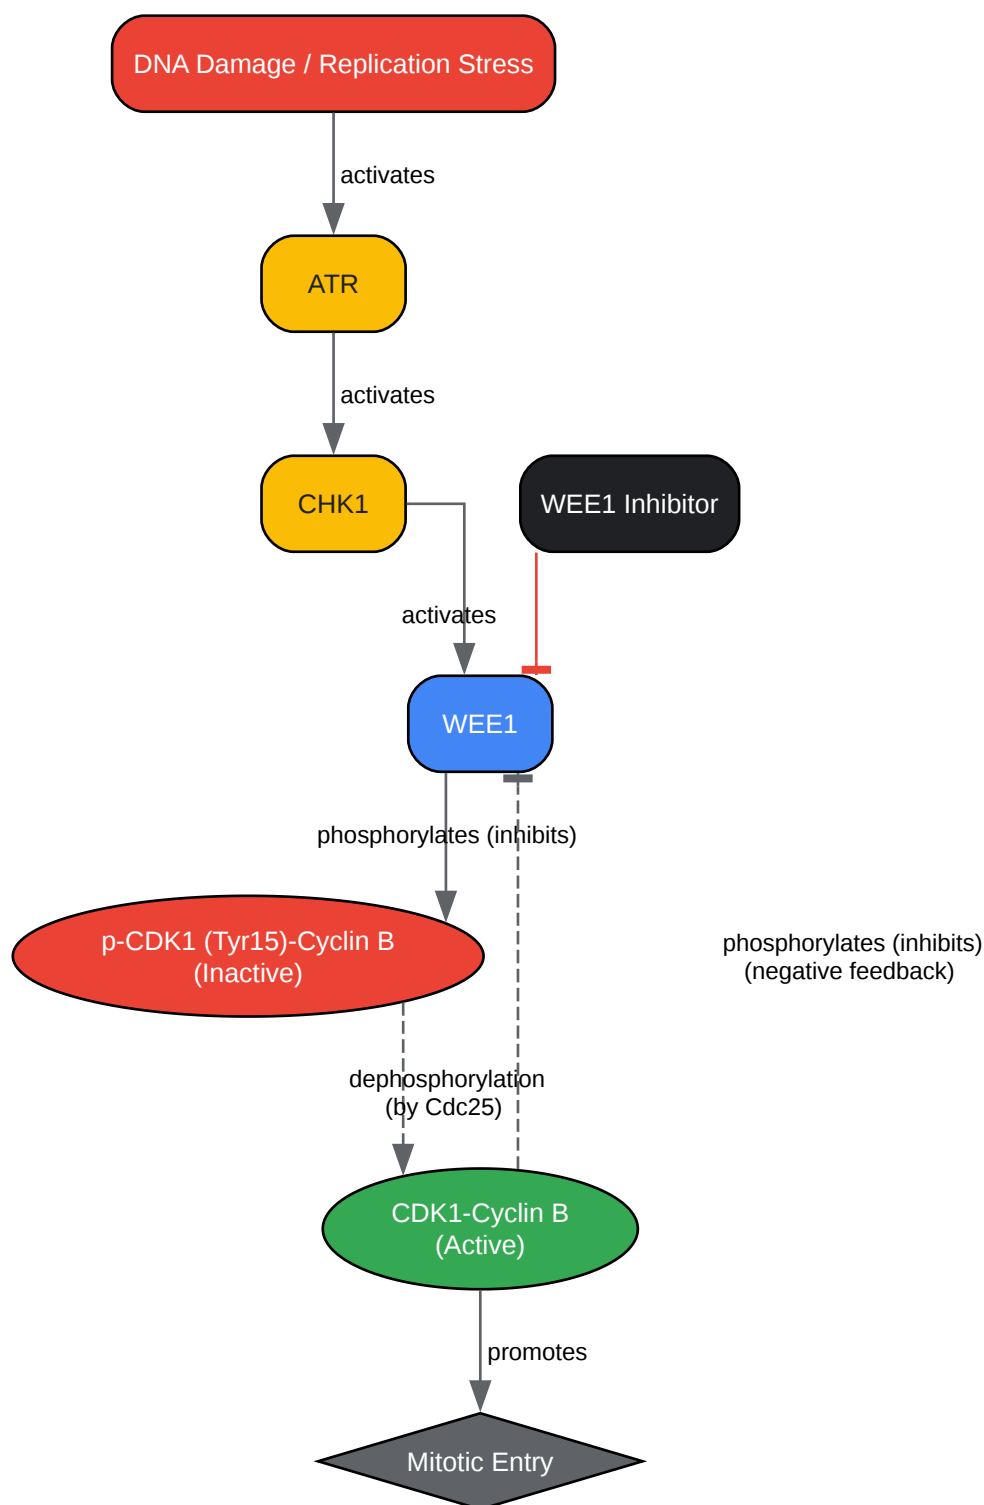 DNA Damage / Replication Stress
activates
ATR
activates
CHK1
WEE1 Inhibitor
activates
WEE1
phosphorylates (inhibits)
p-CDK1 (Tyr15)-Cyclin B
(Inactive)
phosphorylates (inhibits)
(negative feedback)
dephosphorylation
(by Cdc25)
CDK1-Cyclin B
(Active)
promotes
Mitotic Entry